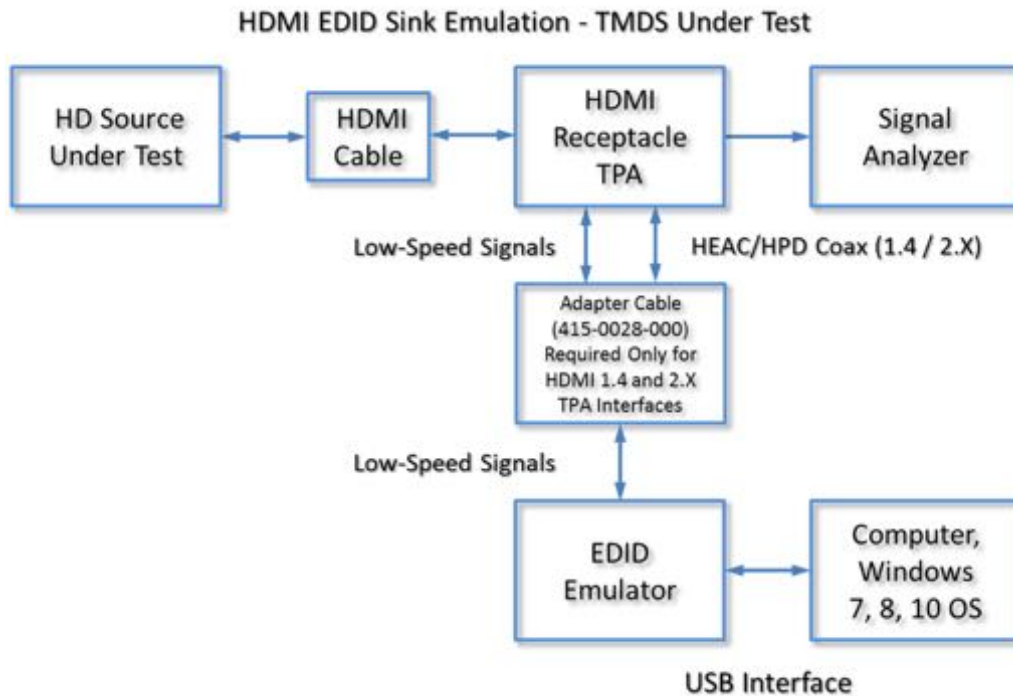 HDMI EDID Sink Emulation - TMDS Under Test
HD Source
Under Test
HDMI
Cable
HDMI
Receptacle
TPA
Signal
Analyzer
Low-Speed Signals
HEAC/HPD Coax (1.4 / 2.X)
Adapter Cable
(415-0028-000)
Required Only for
HDMI 1.4 and 2.X
TPA Interfaces
Low-Speed Signals
EDID
Emulator
Computer,
Windows
7, 8, 10 OS
USB Interface